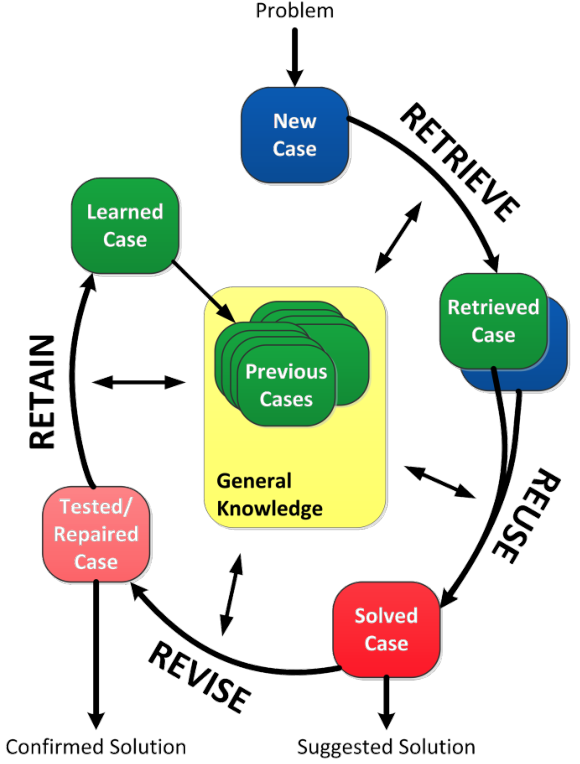 Problem
New
Case
RETRIEVE
Learned
Case
Retrieved
Case
Previous
Cases
RETAIN
General
Knowledge
REUSE
Tested/
Repaired
Case
Solved
Case
REVISE
Confirmed Solution
Suggested Solution